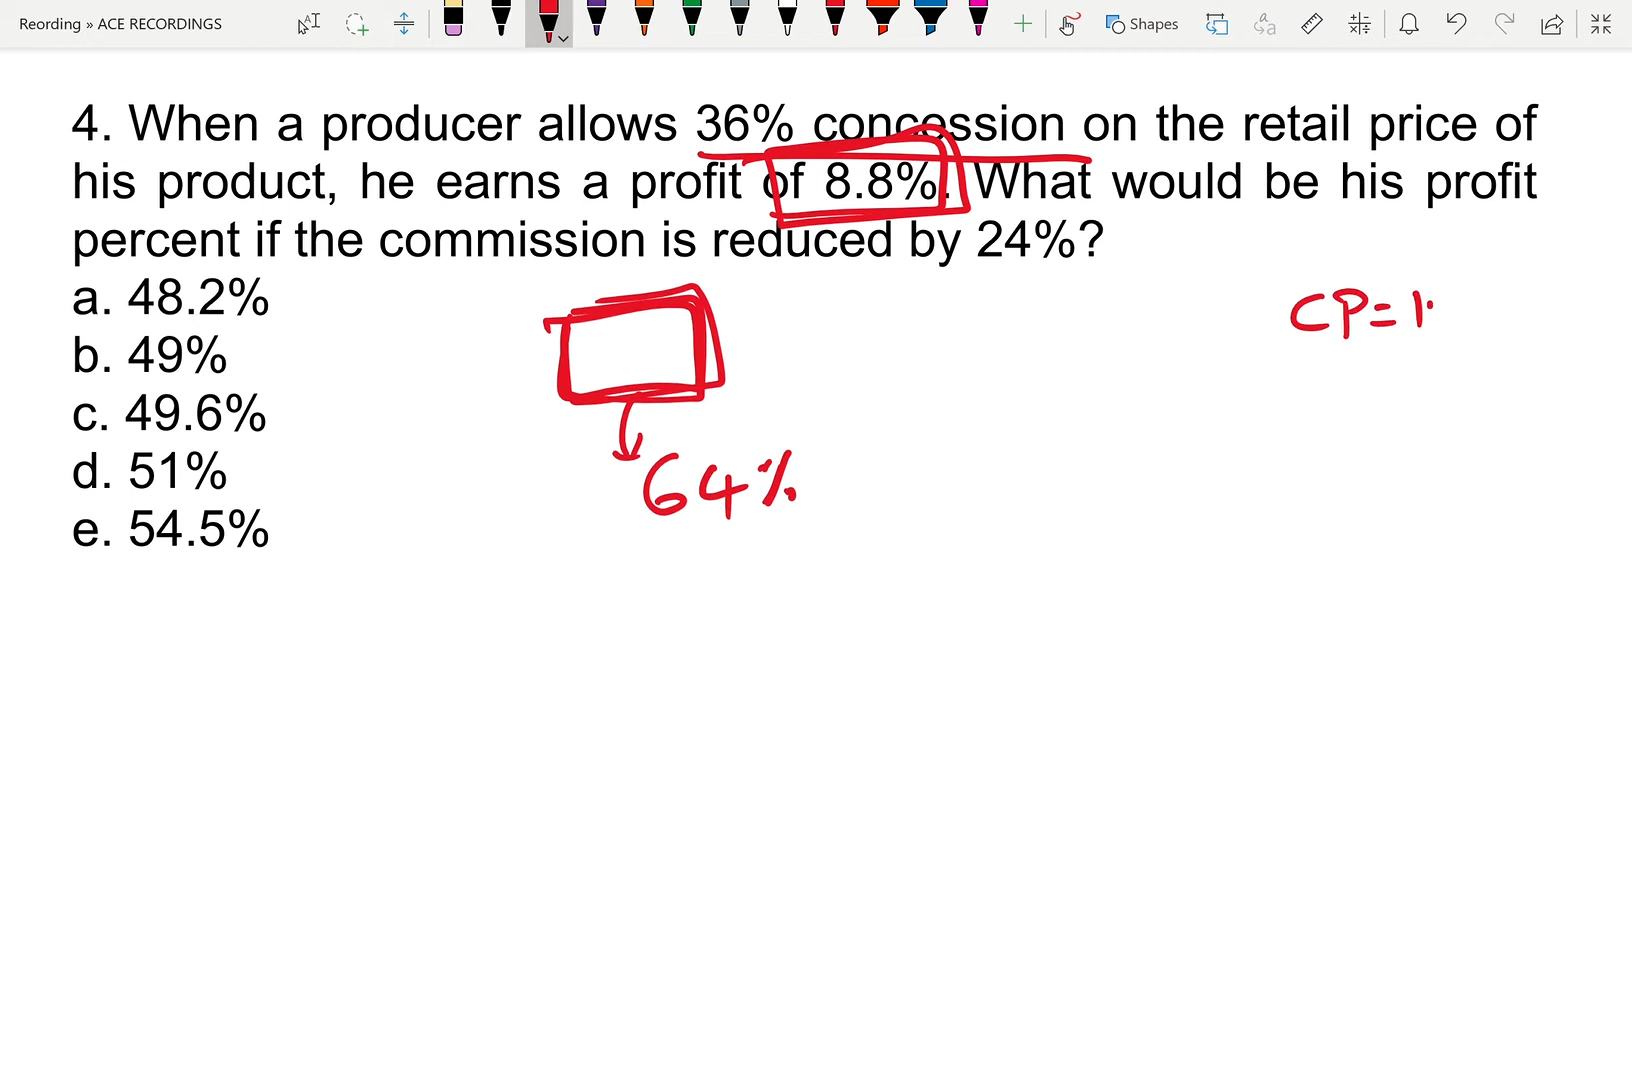 Reording » ACE RECORDINGS
Shapes
4. When a producer allows 36% concession on the retail price of
his product, he earns a profit of 8.8%. What would be his profit
percent if the commission is reduced by 24%?
a. 48.2%
b. 49%
c. 49.6%
d. 51%
e. 54.5%
CP = 1
64%